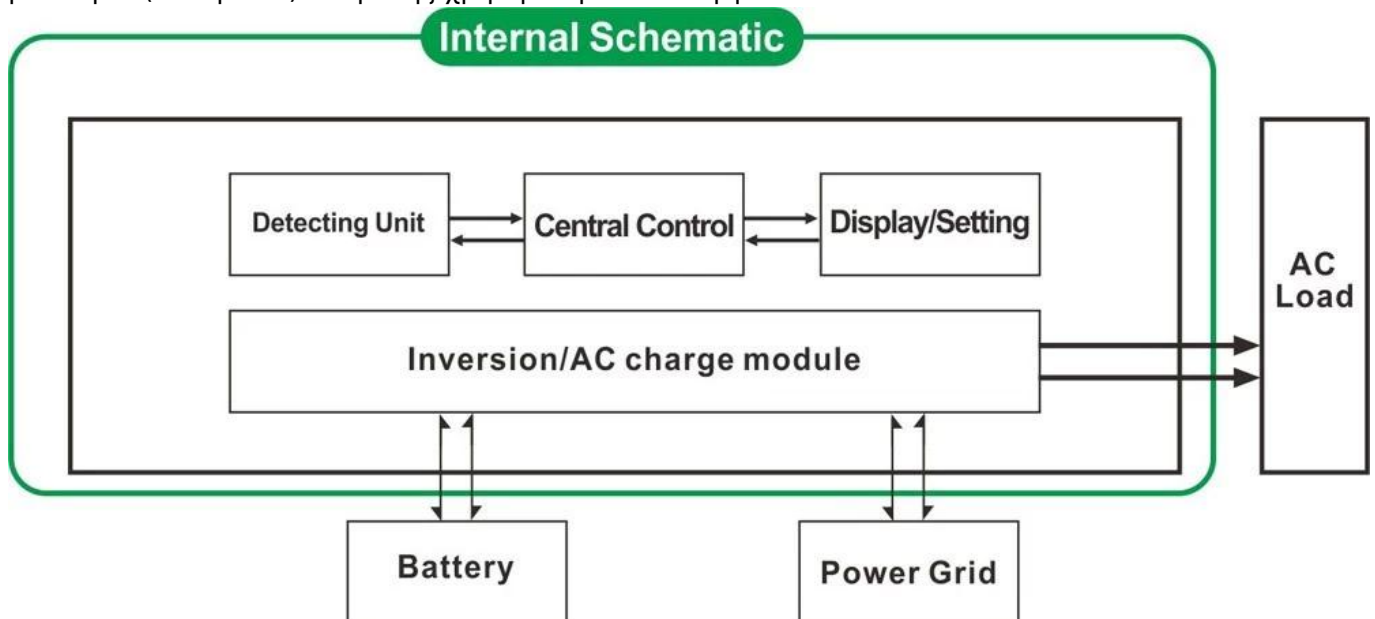 Internal Schematic
Detecting Unit
Central Control
Display/Setting
AC
Load
Inversion/AC charge module
Battery
Power Grid